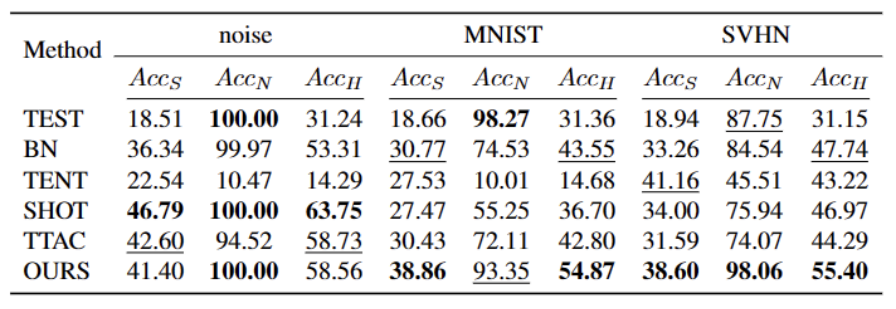 Method noise MNIST SVHN
AccS AccN AccH AccS AccN AccH AccS AccN AccH
TEST 18.51 100.00 31.24 18.66 98.27 31.36 18.94 87.75 31.15
BN 36.34 99.97 53.31 30.77 74.53 43.55 33.26 84.54 47.74
TENT 22.54 10.47 14.29 27.53 10.01 14.68 41.16 45.51 43.22
SHOT 46.79 100.00 63.75 27.47 55.25 36.70 34.00 75.94 46.97
TTAC 42.60 94.52 58.73 30.43 72.11 42.80 31.59 74.07 44.29
OURS 41.40 100.00 58.56 38.86 93.35 54.87 38.60 98.06 55.40